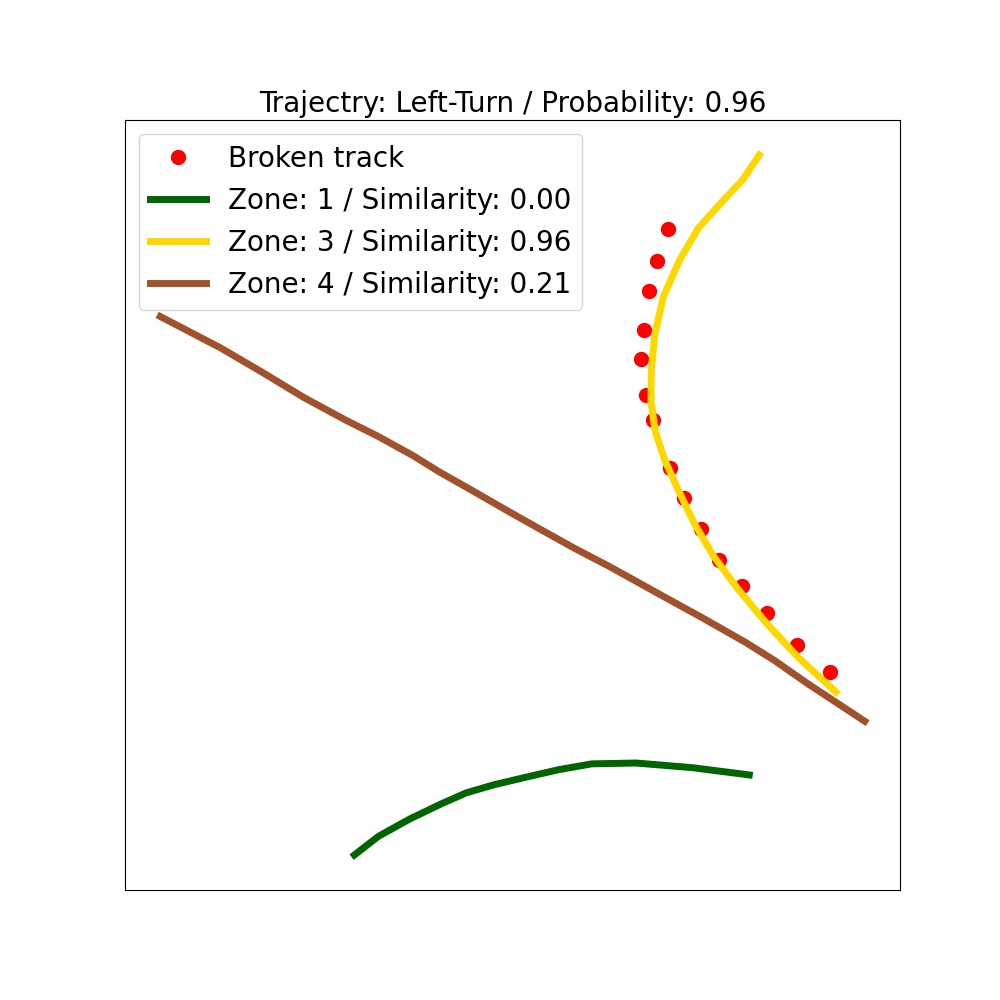 Trajectry: Left-Turn / Probability: 0.96
Broken track
Zone: 1 / Similarity: 0.00
Zone: 3 / Similarity: 0.96
Zone: 4 / Similarity: 0.21